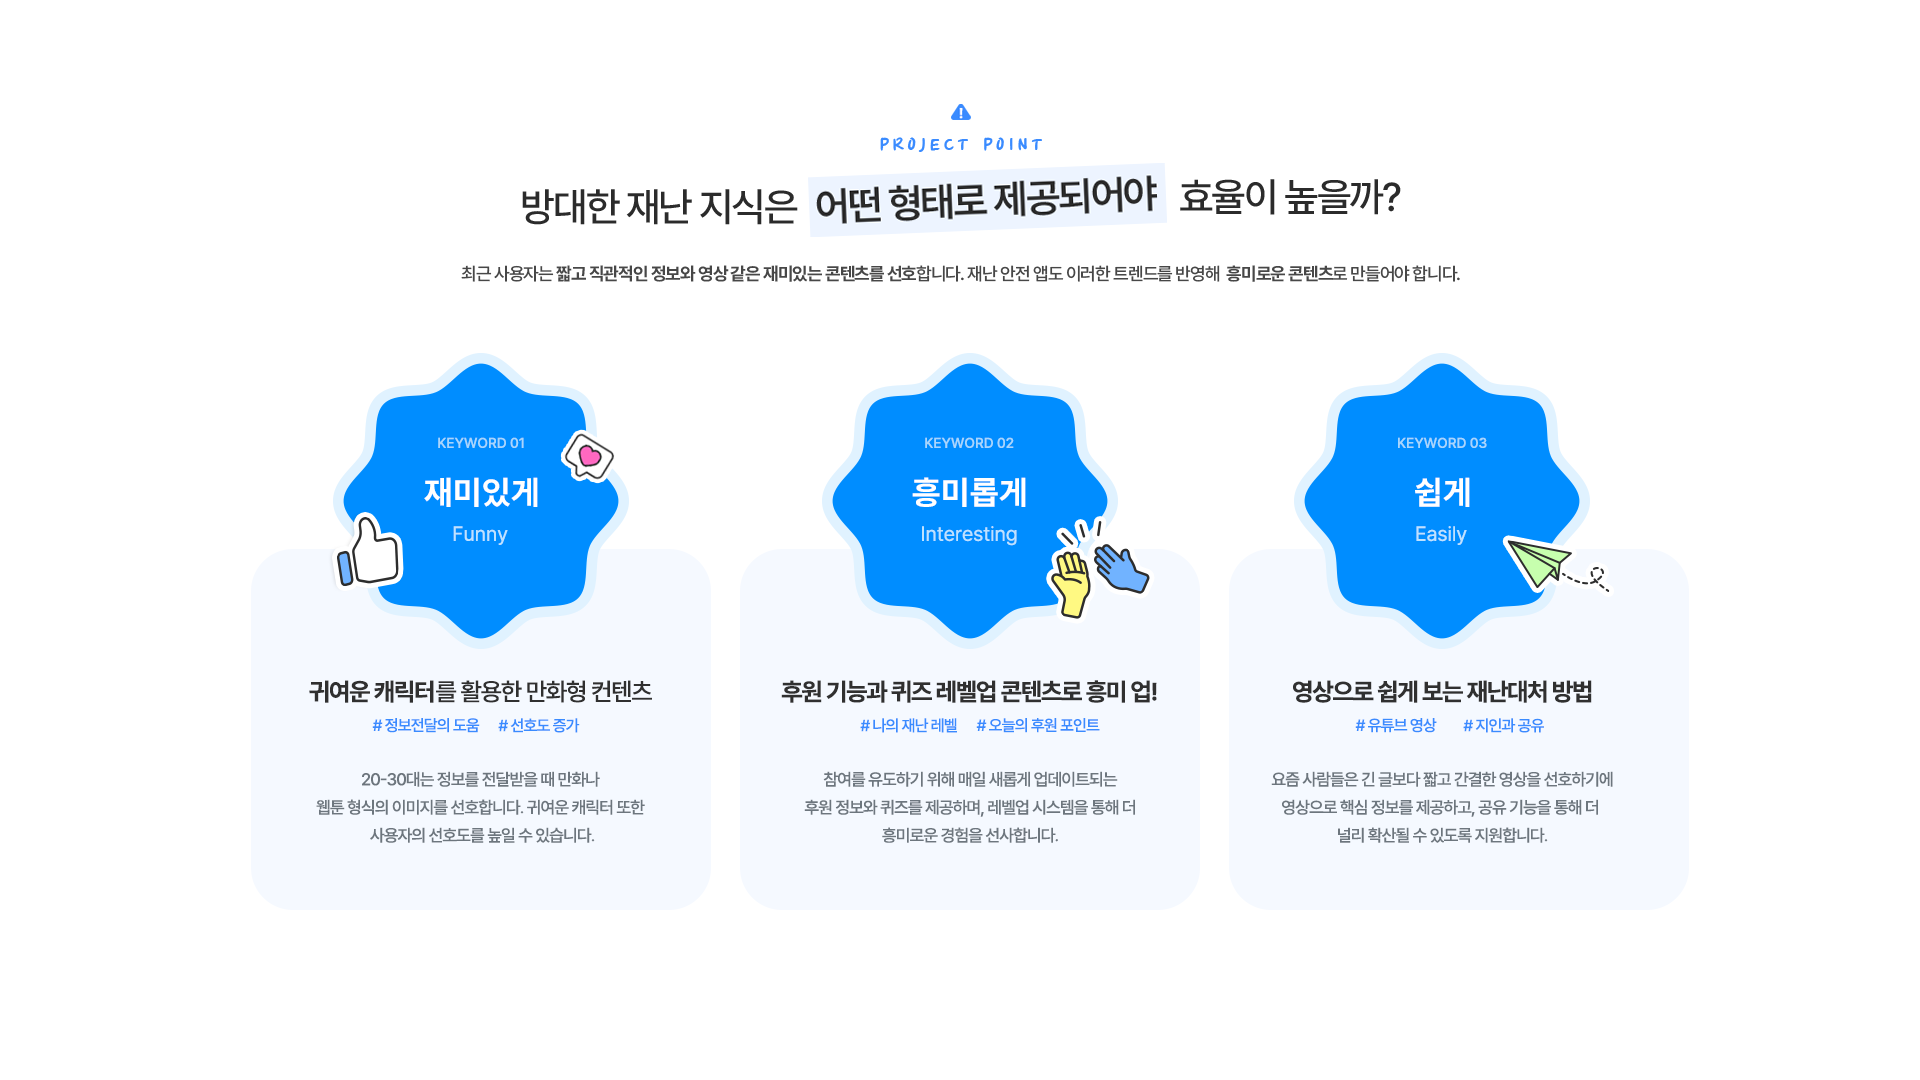 PROJECT POINT
방대한 재난 지식은 어떤 형태로 제공되어야 효율이 높을까?
최근 사용자는 짧고 직관적인 정보와 영상 같은 재미있는 콘텐츠를 선호합니다. 재난 안전 앱도 이러한 트렌드를 반영해 흥미로운 콘텐츠로 만들어야 합니다.
KEYWORD 01
재미있게
Funny
귀여운 캐릭터를 활용한 만화형 컨텐츠
# 정보전달의 도움 # 선호도 증가
20-30대는 정보를 전달받을 때 만화나
웹툰 형식의 이미지를 선호합니다. 귀여운 캐릭터 또한
사용자의 선호도를 높일 수 있습니다.
KEYWORD 02
흥미롭게
Interesting
후원 기능과 퀴즈 레벨업 콘텐츠로 흥미 업!
# 나의 재난 레벨 # 오늘의 후원 포인트
참여를 유도하기 위해 매일 새롭게 업데이트되는
후원 정보와 퀴즈를 제공하며, 레벨업 시스템을 통해 더
흥미로운 경험을 선사합니다.
KEYWORD 03
쉽게
Easily
영상으로 쉽게 보는 재난대처 방법
# 유튜브 영상 # 지인과 공유
요즘 사람들은 긴 글보다 짧고 간결한 영상을 선호하기에
영상으로 핵심 정보를 제공하고, 공유 기능을 통해 더
널리 확산될 수 있도록 지원합니다.